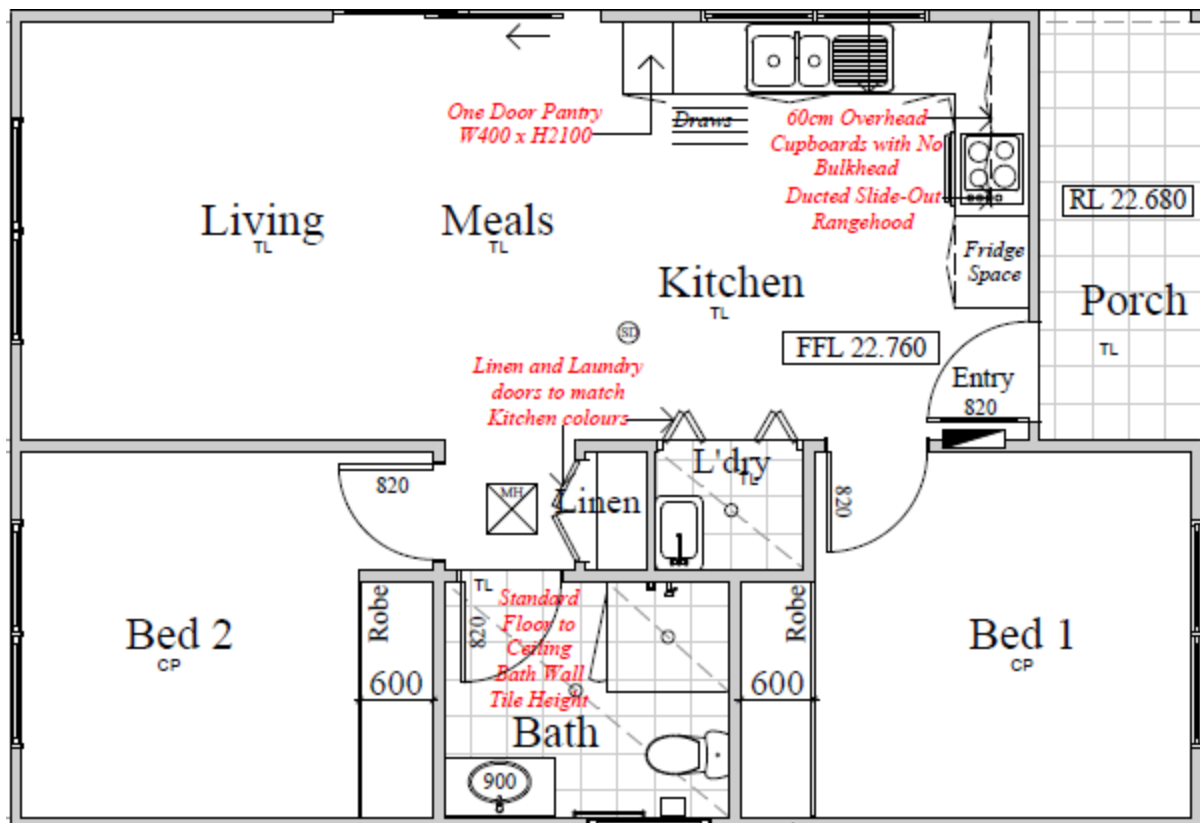 One Door Pantry
W400 x H2100
Draws
60cm Overhead
Cupboards with No
Bulkhead
Ducted Slide-Out
Rangehood
RL 22.680
Living
TL
Meals
TL
Kitchen
TL
Fridge
Space
Porch
TL
SD
FFL 22.760
Linen and Laundry
doors to match
Kitchen colours
Entry
820
820
MH
Linen
L'dry
TL
820
TL
820
Standard
Floor to
Ceiling
Bath Wall
Tile Height
Bed 2
CP
Robe
600
Bath
900
Robe
600
Bed 1
CP